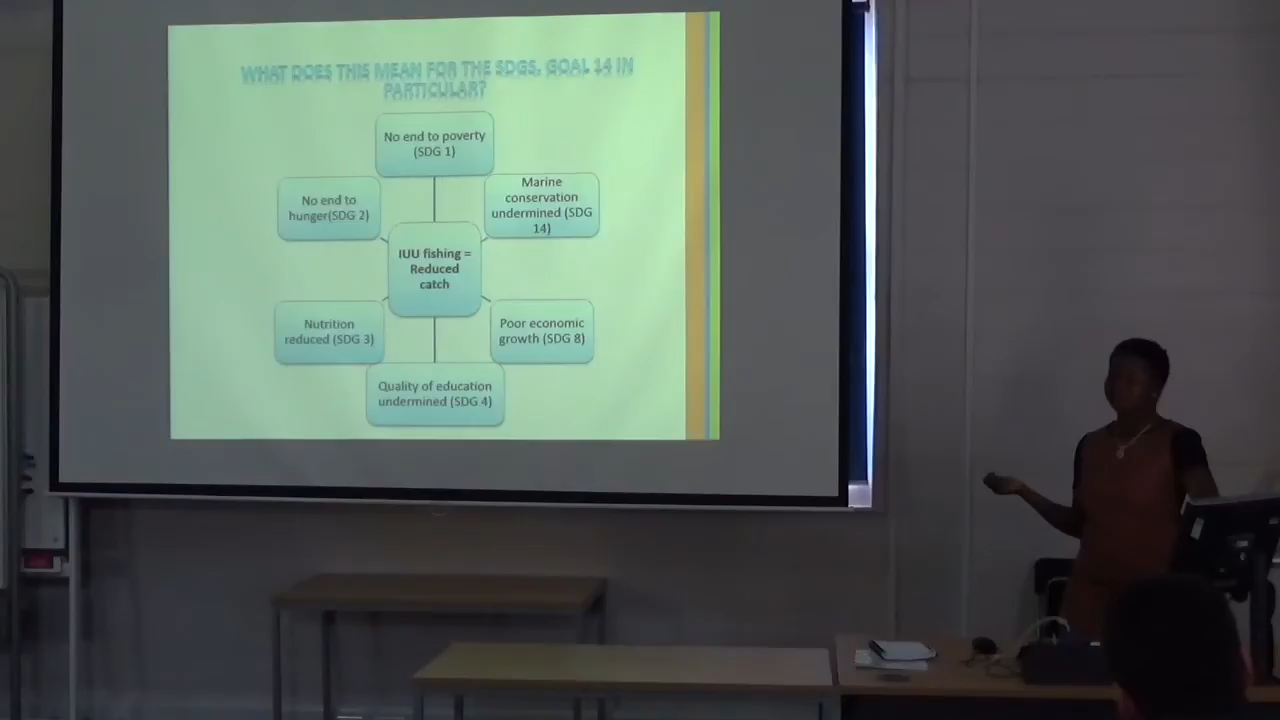 WHAT DOES THIS MEAN FOR THE SDGS, GOAL 14 IN
PARTICULAR?
No end to poverty
(SDG 1)
Marine
conservation
undermined (SDG
14)
No end to
hunger(SDG 2)
IUU fishing =
Reduced
catch
Nutrition
reduced (SDG 3)
Poor economic
growth (SDG 8)
Quality of education
undermined (SDG 4)